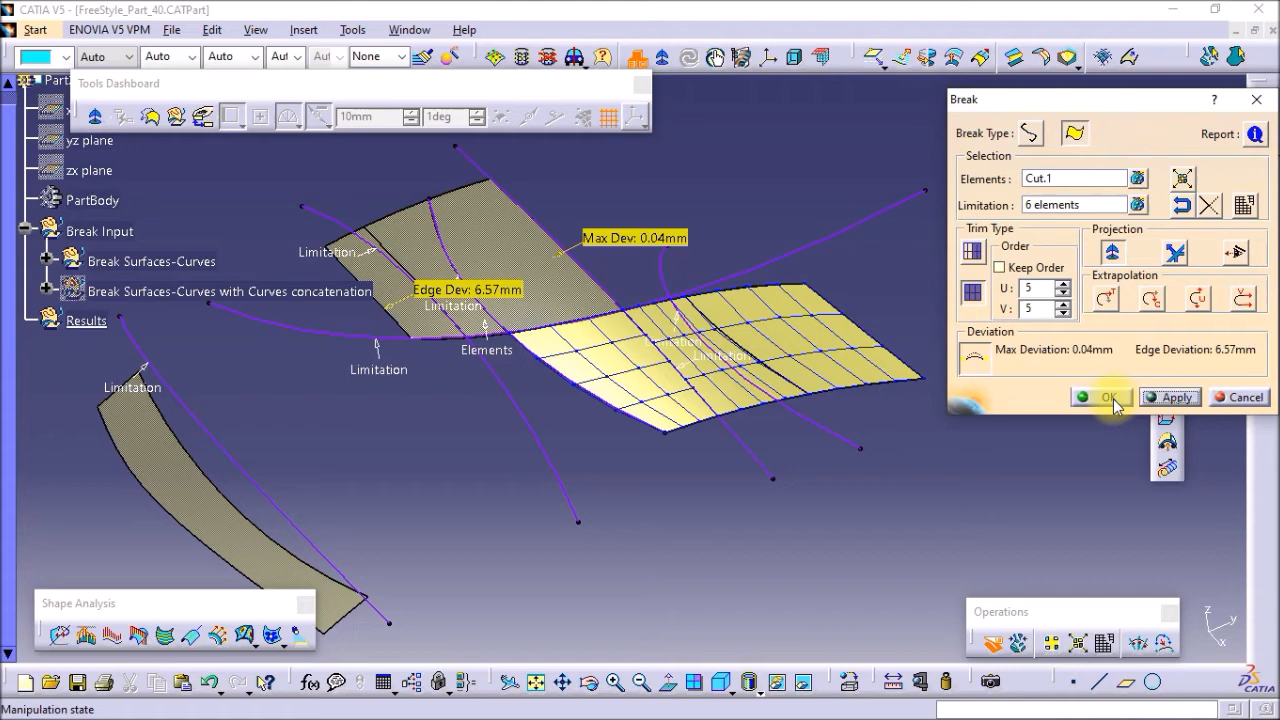 CATIA V5 - [FreeStyle_Part_40.CATPart]
Start ENOVIA V5 VPM File Edit View Insert Tools Window Help
Auto Auto Auto Aut Aut None
Part
Tools Dashboard
10mm 1deg
yz plane
zx plane
PartBody
Break Input
Break Surfaces-Curves
Break Surfaces-Curves with Curves concatenation
Results
Limitation
Max Dev: 0.04mm
Edge Dev: 6.57mm
Limitation
Elements
Limitation
Limitation
Limitation
Limitation
Break
Break Type : Report :
Selection
Elements : Cut.1
Limitation : 6 elements
Trim Type
Order
Keep Order
U : 5
V : 5
Projection
Extrapolation
Deviation
Max Deviation: 0.04mm Edge Deviation: 6.57mm
OK Apply Cancel
Shape Analysis
Operations
z
y
x
f(x)
CATIA
Manipulation state